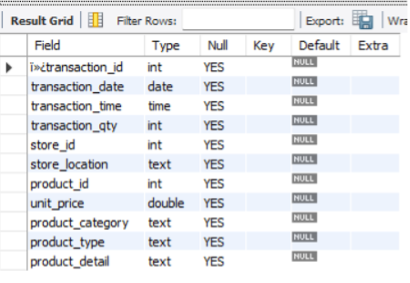 Result Grid Filter Rows: Export: Wra
Field Type Null Key Default Extra
ï»¿transaction_id int YES NULL
transaction_date date YES NULL
transaction_time time YES NULL
transaction_qty int YES NULL
store_id int YES NULL
store_location text YES NULL
product_id int YES NULL
unit_price double YES NULL
product_category text YES NULL
product_type text YES NULL
product_detail text YES NULL